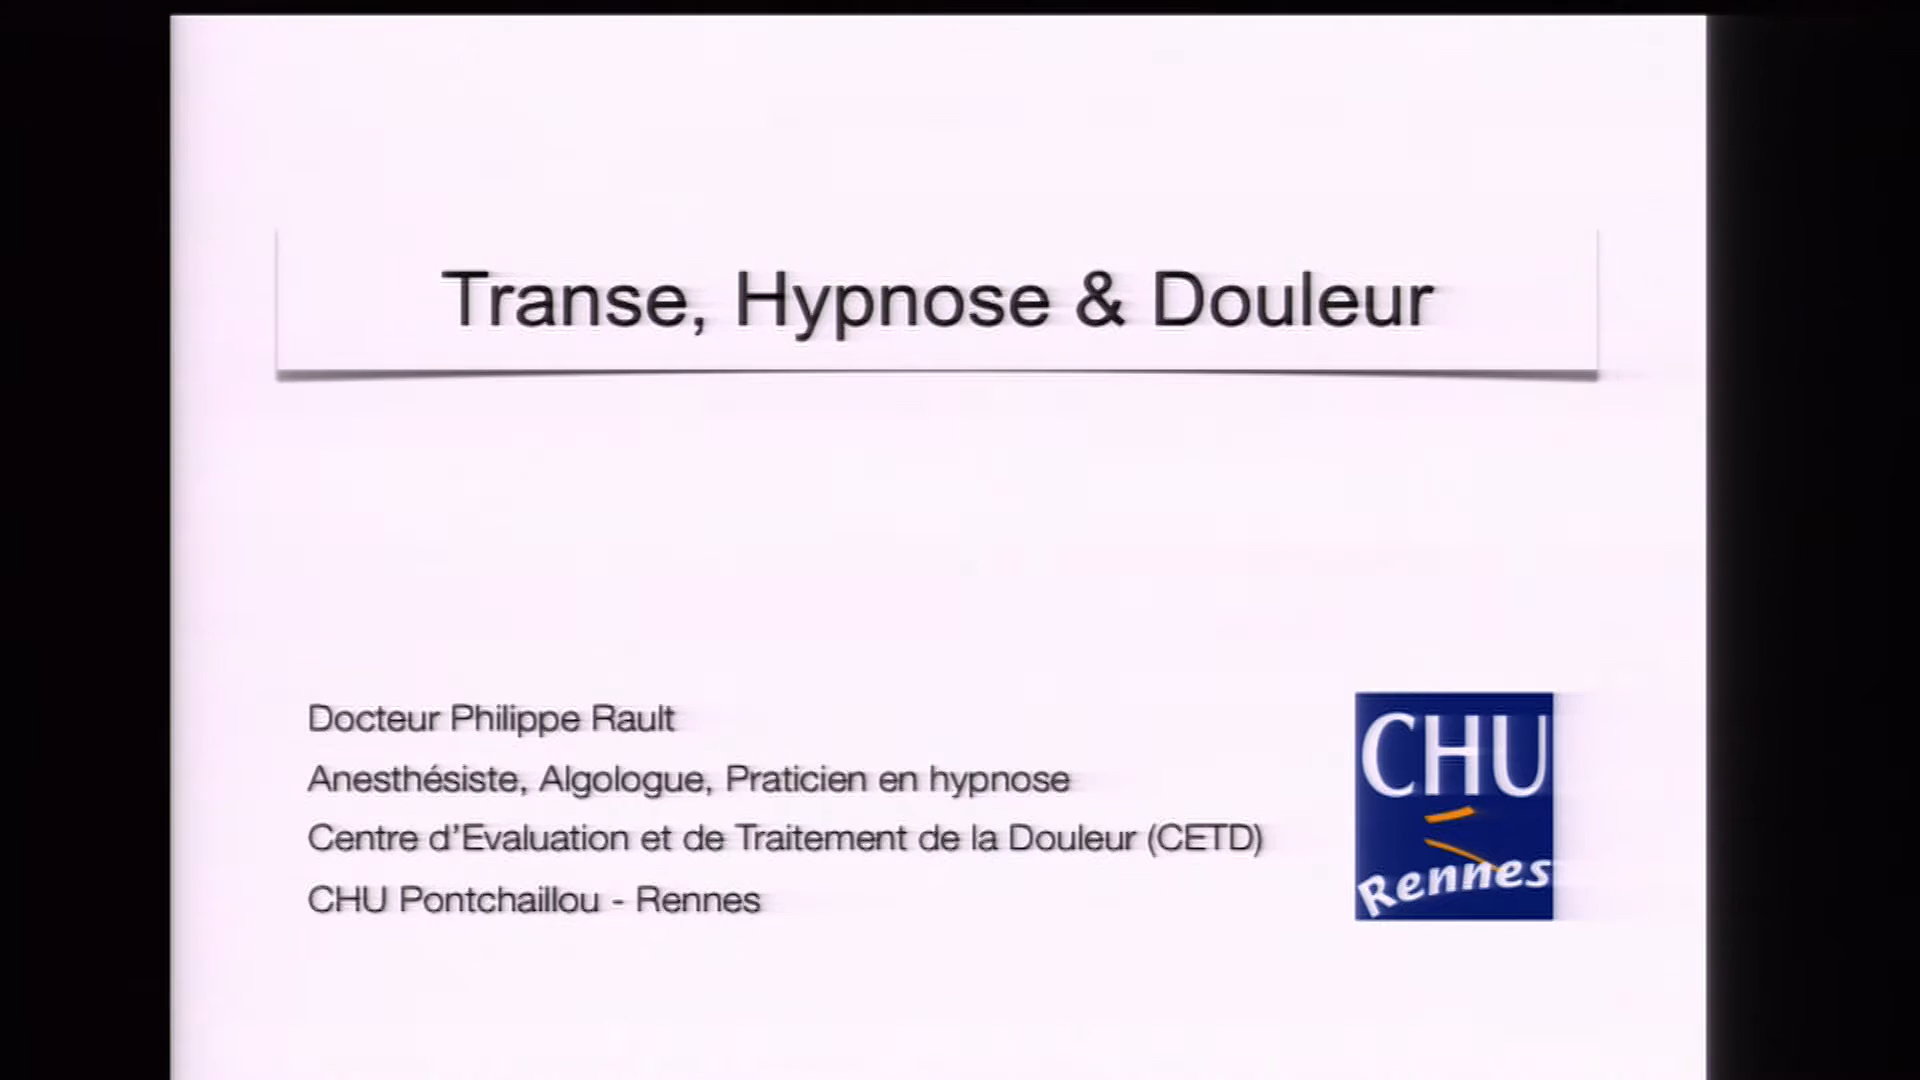 Transe, Hypnose & Douleur
Docteur Philippe Rault
Anesthésiste, Algologue, Praticien en hypnose
Centre d'Evaluation et de Traitement de la Douleur (CETD)
CHU Pontchaillou - Rennes
CHU
Rennes